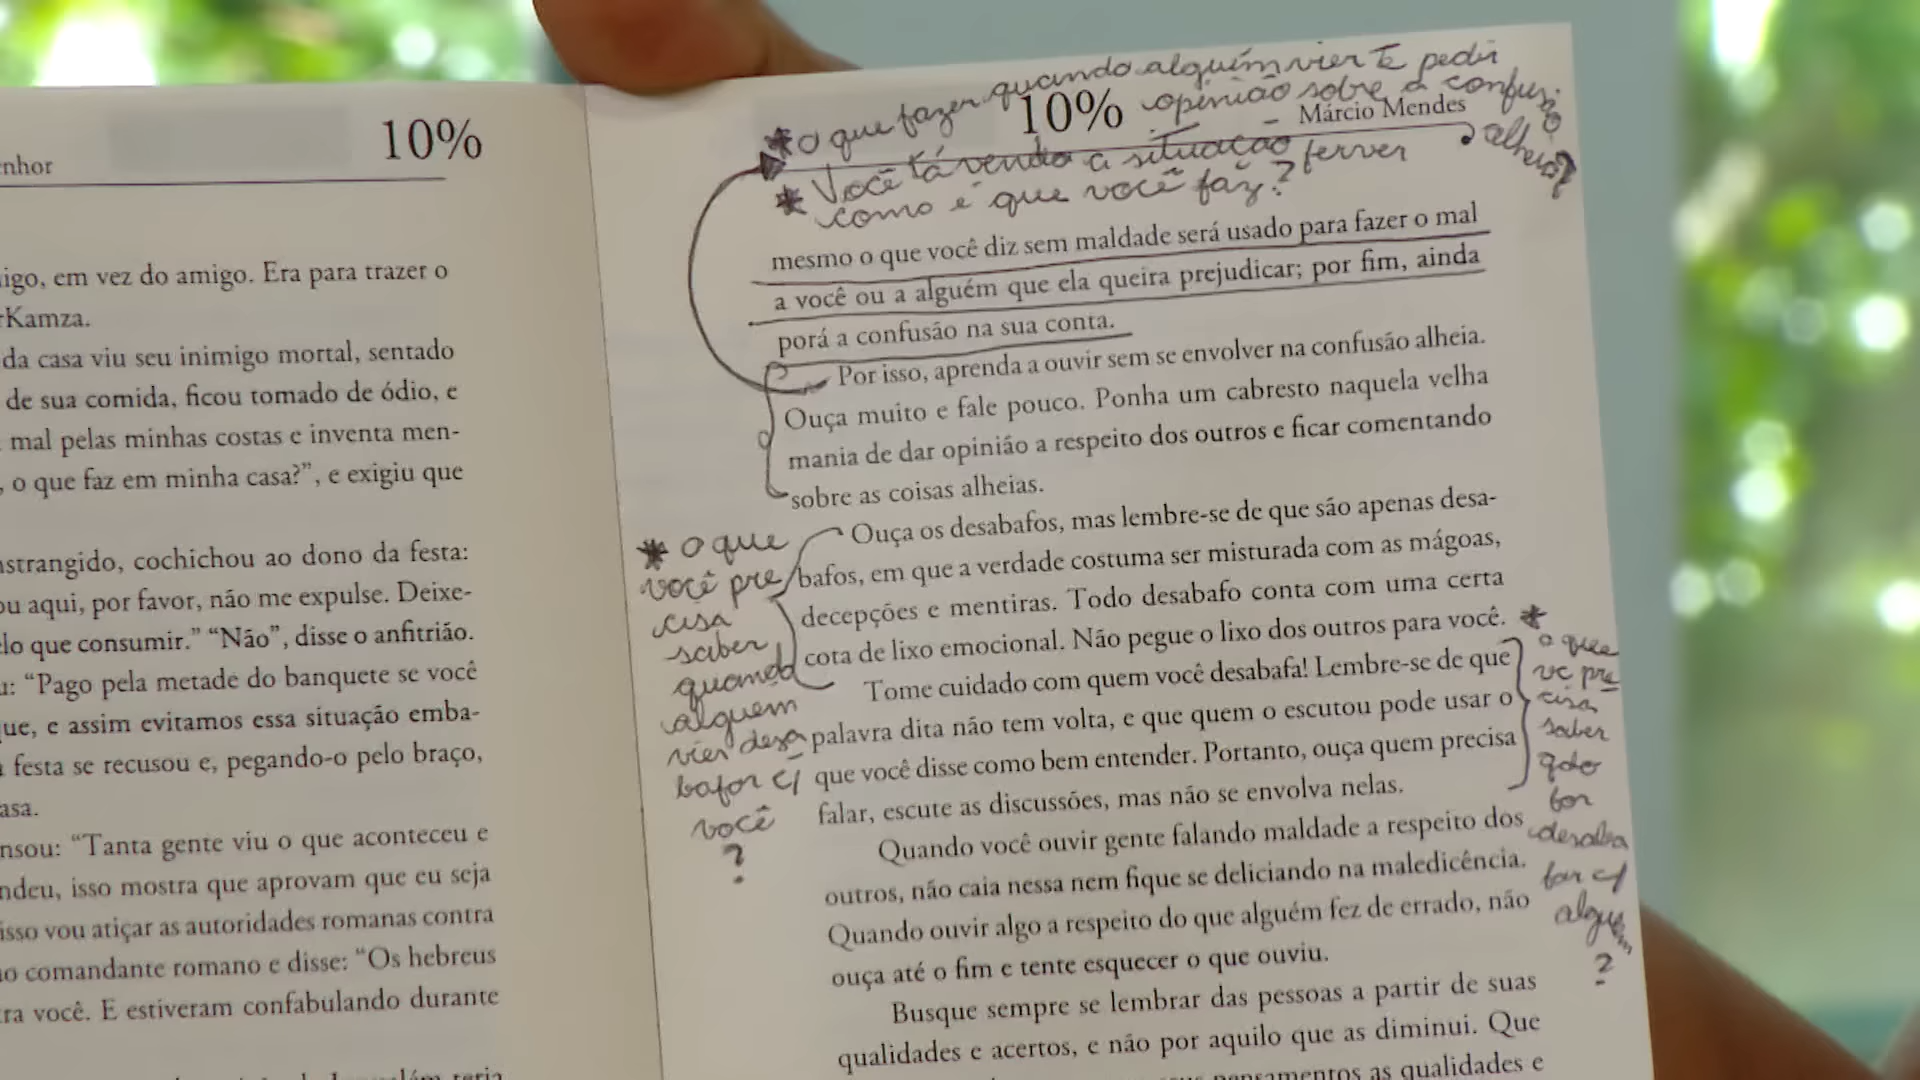 nhor
10%
igo, em vez do amigo. Era para trazer o
Kamza.
da casa viu seu inimigo mortal, sentado
de sua comida, ficou tomado de ódio, e
mal pelas minhas costas e inventa men-
, o que faz em minha casa?”, e exigiu que
nstrangido, cochichou ao dono da festa:
ou aqui, por favor, não me expulse. Deixe-
lo que consumir.” “Não”, disse o anfitrião.
u: “Pago pela metade do banquete se você
que, e assim evitamos essa situação emba-
a festa se recusou e, pegando-o pelo braço,
asa.
nsou: “Tanta gente viu o que aconteceu e
ndeu, isso mostra que aprovam que eu seja
isso vou atiçar as autoridades romanas contra
o comandante romano e disse: “Os hebreus
tra você. E estiveram confabulando durante
* o que fazer quando alguém vier te pedir
opinião sobre a confusão
alheia?
10%
Márcio Mendes
* Você tá vendo a situação ferver
como é que você faz?
mesmo o que você diz sem maldade será usado para fazer o mal
a você ou a alguém que ela queira prejudicar; por fim, ainda
porá a confusão na sua conta.
Por isso, aprenda a ouvir sem se envolver na confusão alheia.
Ouça muito e fale pouco. Ponha um cabresto naquela velha
mania de dar opinião a respeito dos outros e ficar comentando
sobre as coisas alheias.
Ouça os desabafos, mas lembre-se de que são apenas desa-
bafos, em que a verdade costuma ser misturada com as mágoas,
decepções e mentiras. Todo desabafo conta com uma certa
cota de lixo emocional. Não pegue o lixo dos outros para você.
Tome cuidado com quem você desabafa! Lembre-se de que
palavra dita não tem volta, e que quem o escutou pode usar o
que você disse como bem entender. Portanto, ouça quem precisa
falar, escute as discussões, mas não se envolva nelas.
Quando você ouvir gente falando maldade a respeito dos
outros, não caia nessa nem fique se deliciando na maledicência.
Quando ouvir algo a respeito do que alguém fez de errado, não
ouça até o fim e tente esquecer o que ouviu.
Busque sempre se lembrar das pessoas a partir de suas
qualidades e acertos, e não por aquilo que as diminui. Que
pensamentos as qualidades e
* o que
você pre
cisa
saber
quando
alguém
vier desa
bafar c/
você
?
*
o que
vc pre
cisa
saber
qdo
for
desaba
far c/
alguém
?